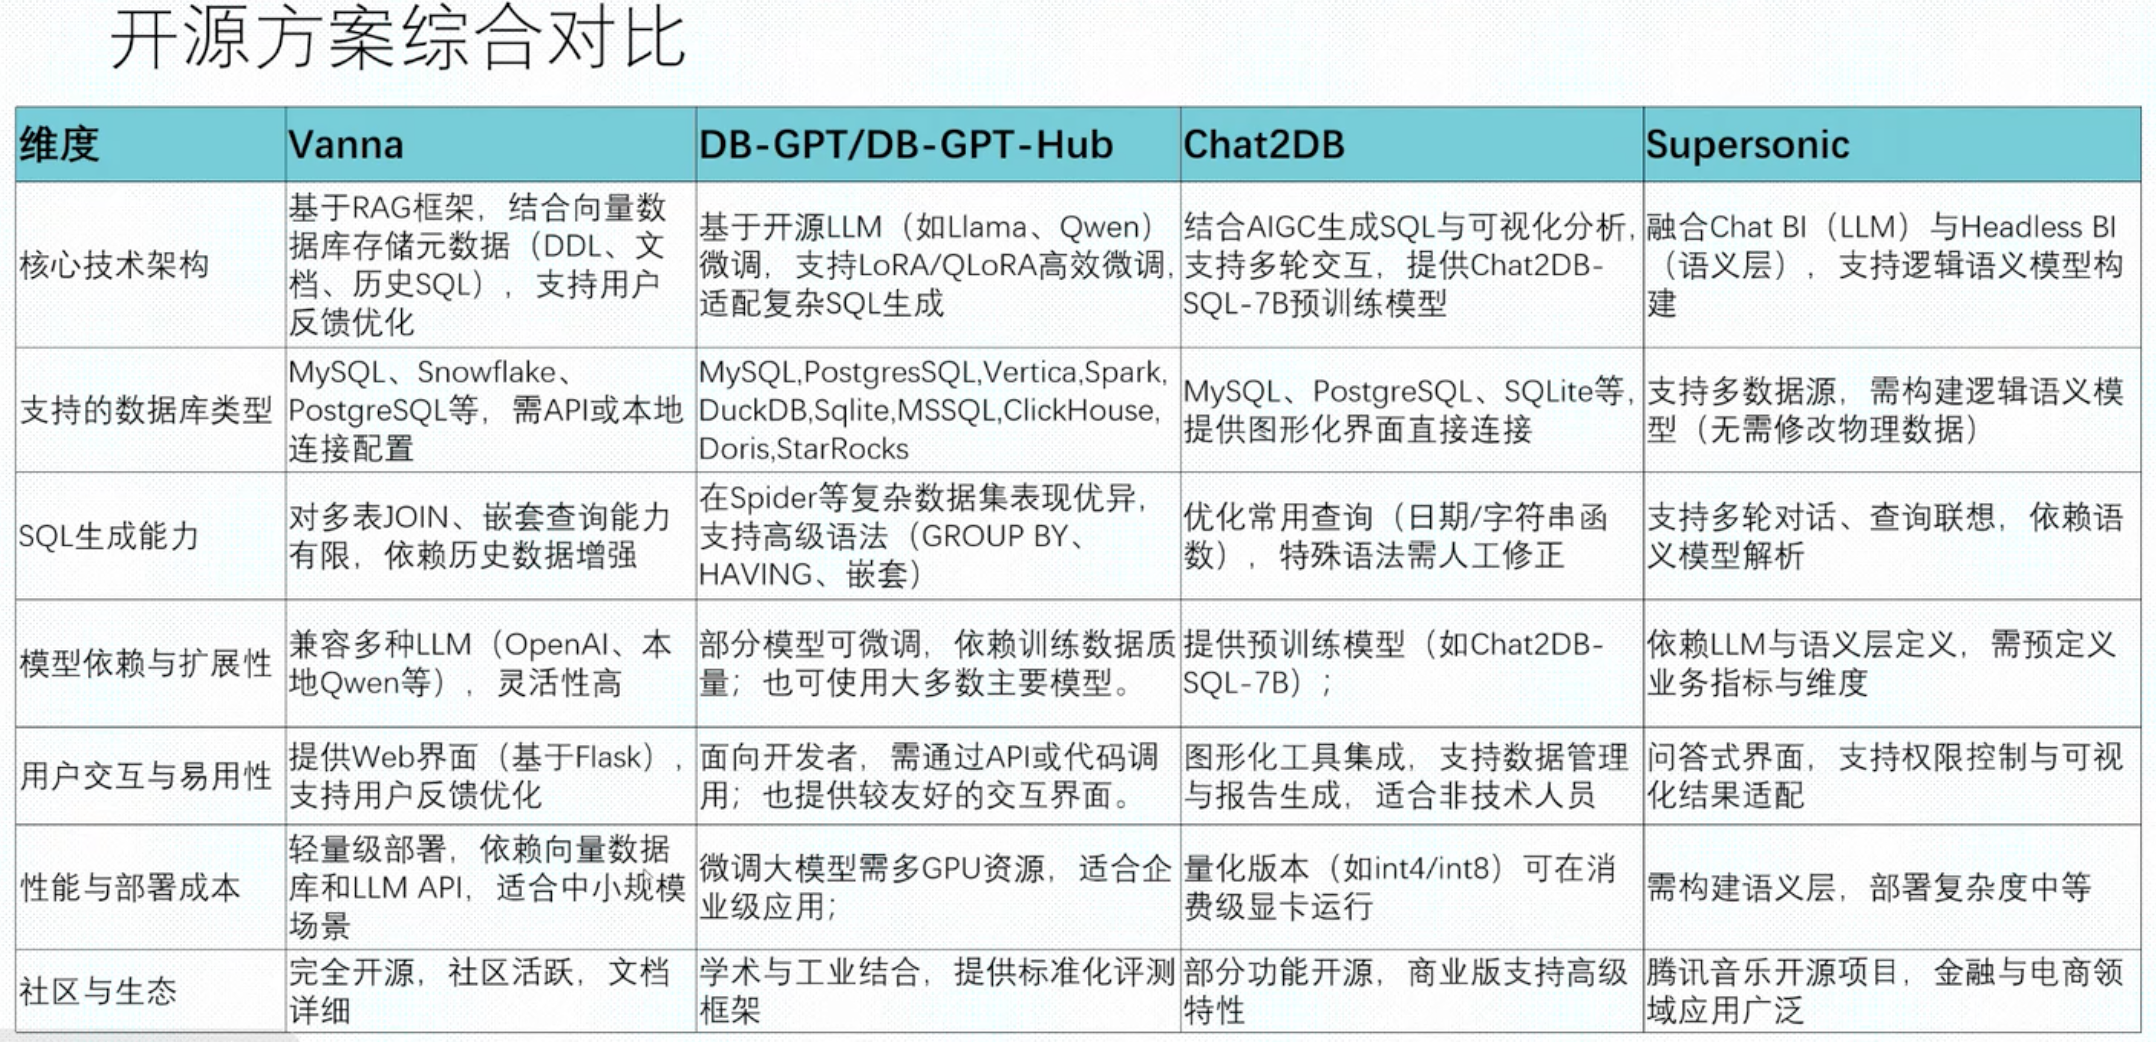 开源方案综合对比
维度
Vanna
DB-GPT/DB-GPT-Hub
Chat2DB
Supersonic
核心技术架构
基于RAG框架，结合向量数
据库存储元数据（DDL、文
档、历史SQL），支持用户
反馈优化
基于开源LLM（如Llama、Qwen）
微调，支持LoRA/QLoRA高效微调，
适配复杂SQL生成
结合AIGC生成SQL与可视化分析，
支持多轮交互，提供Chat2DB-
SQL-7B预训练模型
融合Chat BI（LLM）与Headless BI
（语义层），支持逻辑语义模型构
建
支持的数据库类型
MySQL、Snowflake、
PostgreSQL等，需API或本地
连接配置
MySQL,PostgresSQL,Vertica,Spark,
DuckDB,Sqlite,MSSQL,ClickHouse,
Doris,StarRocks
MySQL、PostgreSQL、SQLite等，
提供图形化界面直接连接
支持多数据源，需构建逻辑语义模
型（无需修改物理数据）
SQL生成能力
对多表JOIN、嵌套查询能力
有限，依赖历史数据增强
在Spider等复杂数据集表现优异，
支持高级语法（GROUP BY、
HAVING、嵌套）
优化常用查询（日期/字符串函
数），特殊语法需人工修正
支持多轮对话、查询联想，依赖语
义模型解析
模型依赖与扩展性
兼容多种LLM（OpenAI、本
地Qwen等），灵活性高
部分模型可微调，依赖训练数据质
量；也可使用大多数主要模型。
提供预训练模型（如Chat2DB-
SQL-7B）；
依赖LLM与语义层定义，需预定义
业务指标与维度
用户交互与易用性
提供Web界面（基于Flask），
支持用户反馈优化
面向开发者，需通过API或代码调
用；也提供较友好的交互界面。
图形化工具集成，支持数据管理
与报告生成，适合非技术人员
问答式界面，支持权限控制与可视
化结果适配
性能与部署成本
轻量级部署，依赖向量数据
库和LLM API，适合中小规模
场景
微调大模型需多GPU资源，适合企
业级应用；
量化版本（如int4/int8）可在消
费级显卡运行
需构建语义层，部署复杂度中等
社区与生态
完全开源，社区活跃，文档
详细
学术与工业结合，提供标准化评测
框架
部分功能开源，商业版支持高级
特性
腾讯音乐开源项目，金融与电商领
域应用广泛